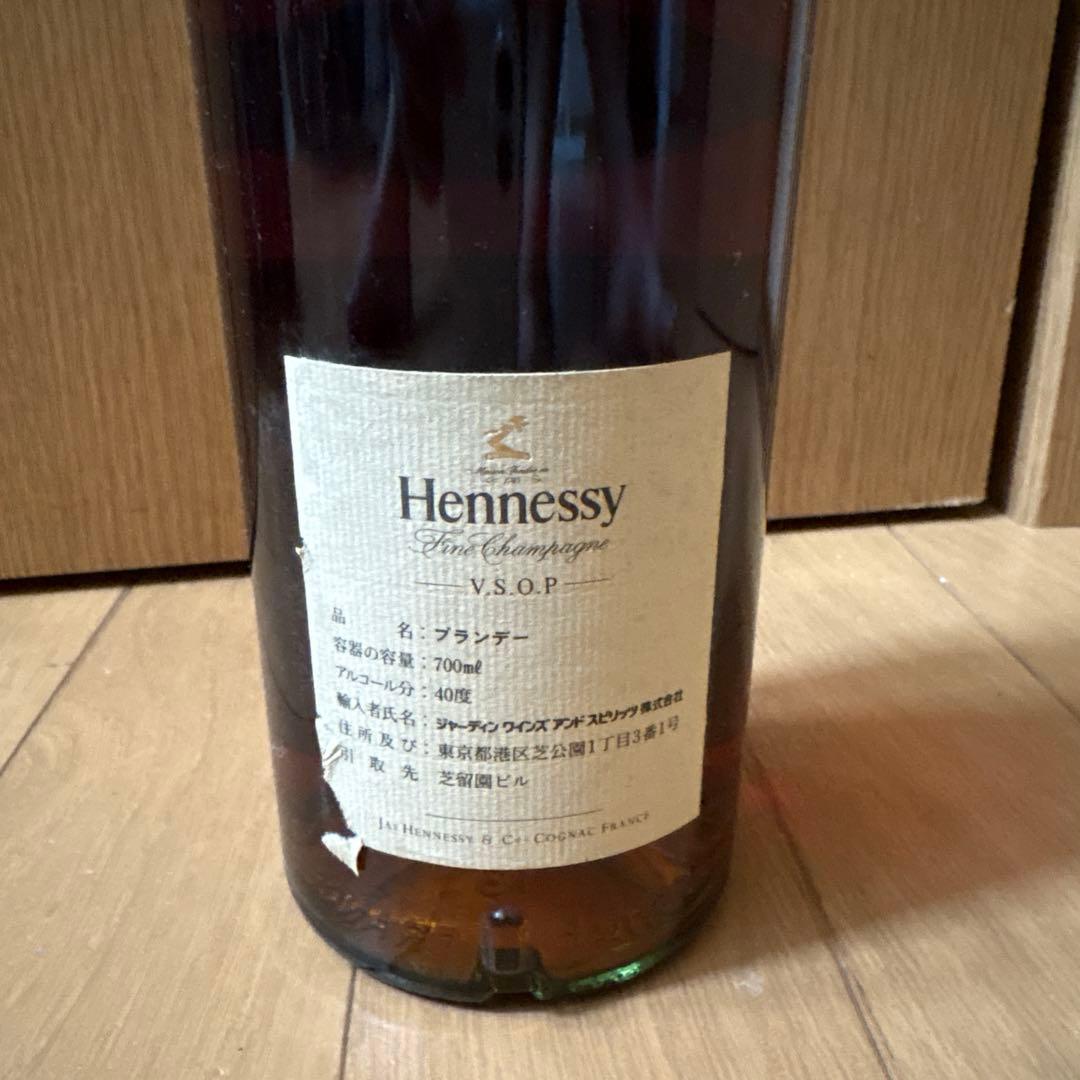 Hennessy
Fine Champagne
V.S.O.P
品名:ブランデー
容器の容量:700mℓ
アルコール分:40度
輸入者氏名:ジャーディン ワインズ アンド スピリッツ 株式会社
住所及び:東京都港区芝公園1丁目3番1号
引取先 芝留園ビル
JAS HENNESSY & Co. COGNAC FRANCE